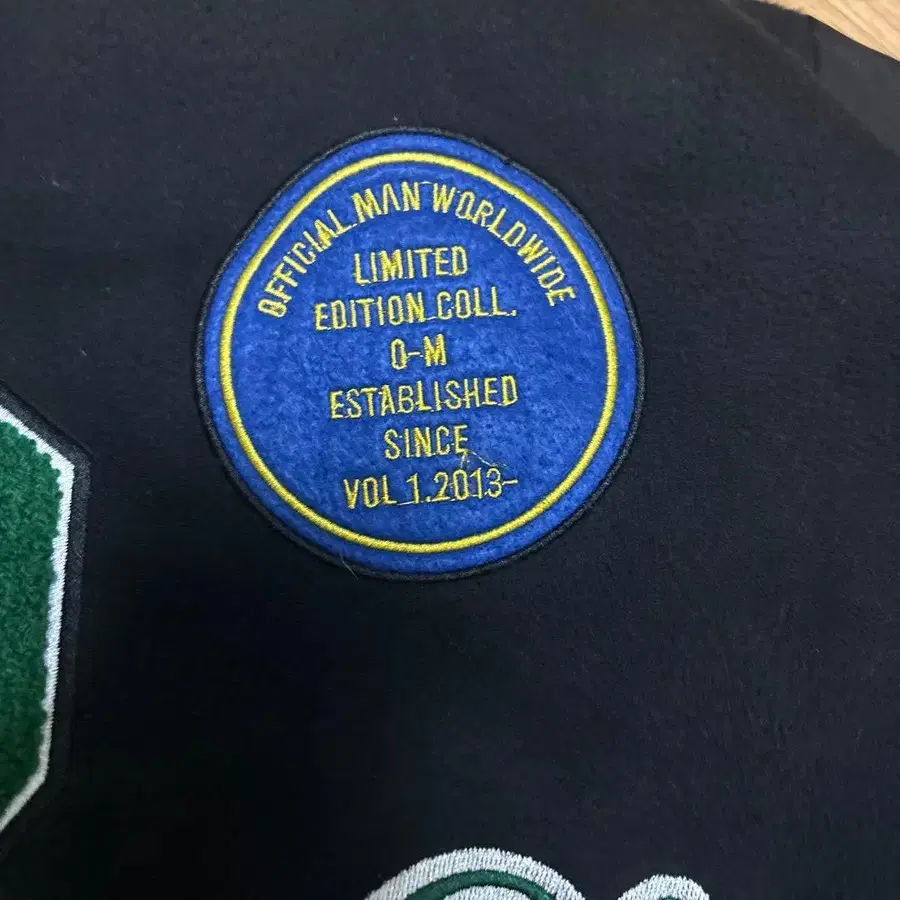 OFFICIAL MAN WORLDWIDE
LIMITED
EDITION COLL.
O-M
ESTABLISHED
SINCE
VOL 1.2013-